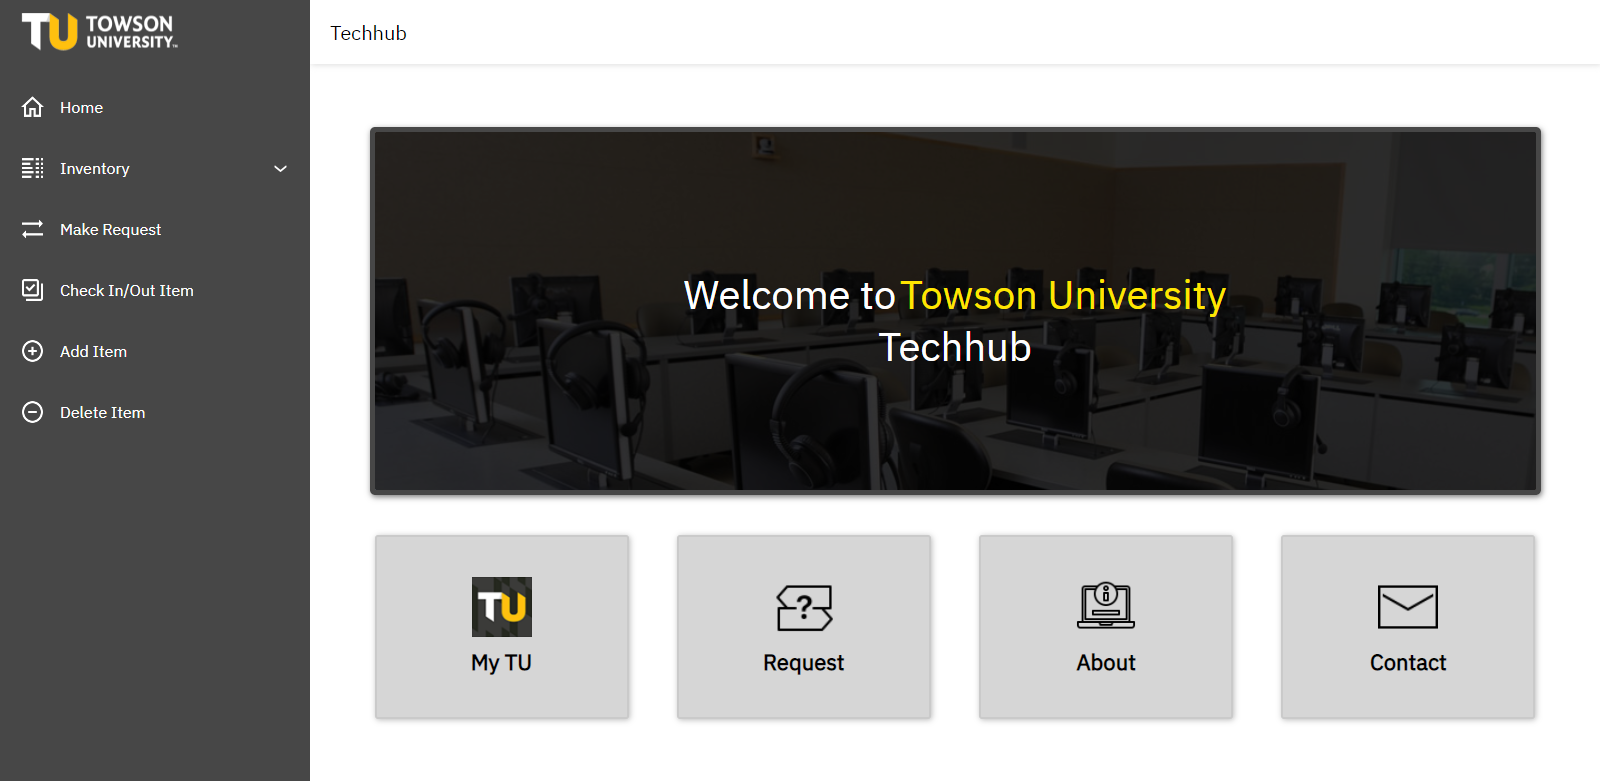 TU TOWSON
UNIVERSITY™
Techhub
Home
Inventory
Make Request
Check In/Out Item
Add Item
Delete Item
Welcome to Towson University
Techhub
TU
My TU
?
Request
i
About
Contact